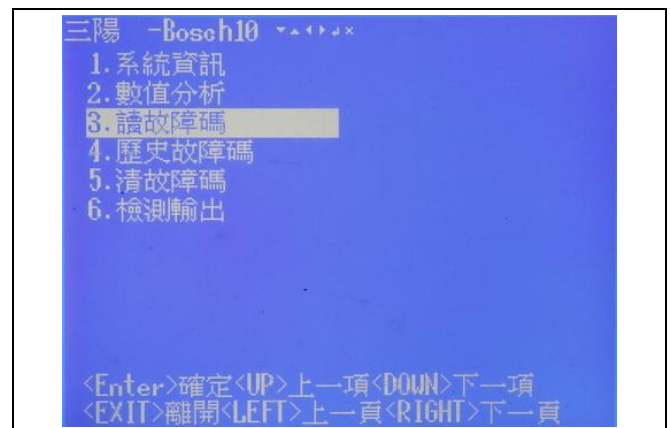 三陽 -Bosch10 ▼▲◀▶↲×
1.系統資訊
2.數值分析
3.讀故障碼
4.歷史故障碼
5.清故障碼
6.檢測輸出
<Enter>確定<UP>上一項<DOWN>下一項
<EXIT>離開<LEFT>上一頁<RIGHT>下一頁